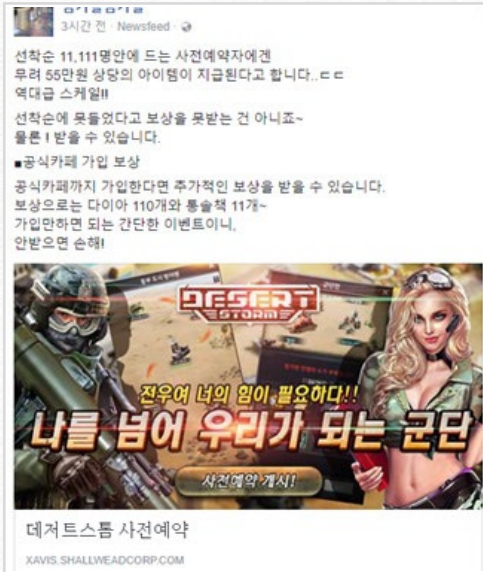 3시간 전 · Newsfeed ·
선착순 11,111명안에 드는 사전예약자에겐
무려 55만원 상당의 아이템이 지급된다고 합니다..ㄷㄷ
역대급 스케일!!
선착순에 못들었다고 보상을 못받는 건 아니죠~
물론 ! 받을 수 있습니다.
■공식카페 가입 보상
공식카페까지 가입한다면 추가적인 보상을 받을 수 있습니다.
보상으로는 다이아 110개와 통솔책 11개~
가입만하면 되는 간단한 이벤트이니,
안받으면 손해!
DESERT
STORM
전우여 너의 힘이 필요하다!!
나를 넘어 우리가 되는 군단
사전예약 개시!
데저트스톰 사전예약
XAVIS.SHALLWEADCORP.COM